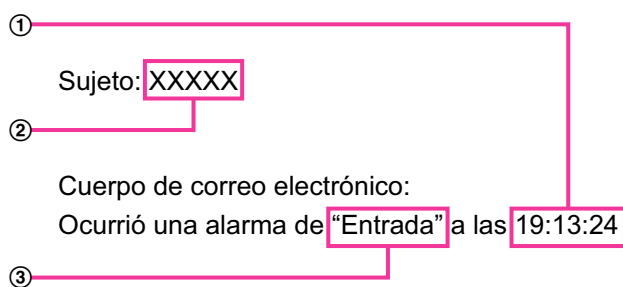 ①
Sujeto: XXXXX
②
Cuerpo de correo electrónico:
Ocurrió una alarma de “Entrada” a las 19:13:24
③